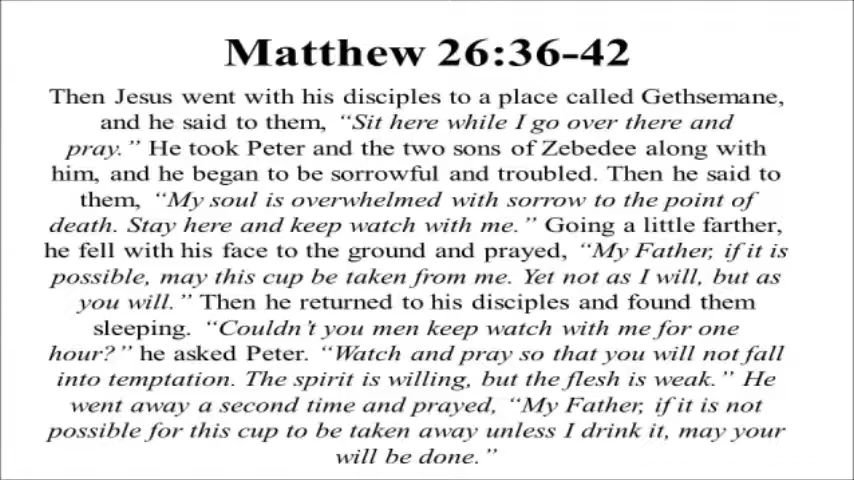 Matthew 26:36-42
Then Jesus went with his disciples to a place called Gethsemane,
and he said to them, “Sit here while I go over there and
pray.” He took Peter and the two sons of Zebedee along with
him, and he began to be sorrowful and troubled. Then he said to
them, “My soul is overwhelmed with sorrow to the point of
death. Stay here and keep watch with me.” Going a little farther,
he fell with his face to the ground and prayed, “My Father, if it is
possible, may this cup be taken from me. Yet not as I will, but as
you will.” Then he returned to his disciples and found them
sleeping. “Couldn’t you men keep watch with me for one
hour?” he asked Peter. “Watch and pray so that you will not fall
into temptation. The spirit is willing, but the flesh is weak.” He
went away a second time and prayed, “My Father, if it is not
possible for this cup to be taken away unless I drink it, may your
will be done.”